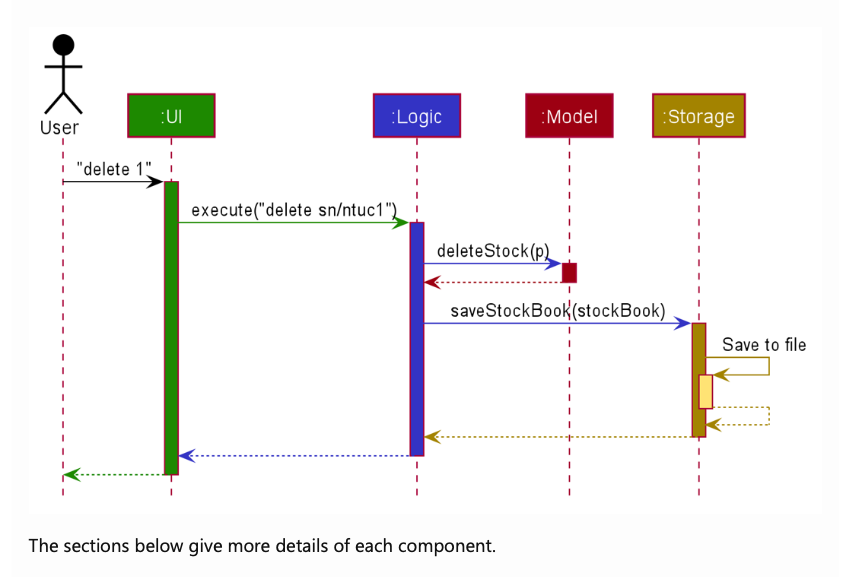 User
:UI
:Logic
:Model
:Storage
"delete 1"
execute("delete sn/ntuc1")
deleteStock(p)
saveStockBook(stockBook)
Save to file
The sections below give more details of each component.